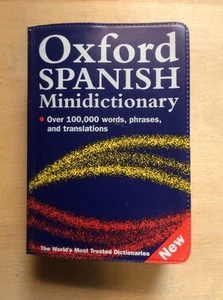 Oxford
SPANISH
Minidictionary
Over 100,000 words, phrases,
and translations
The World's Most Trusted Dictionaries
New